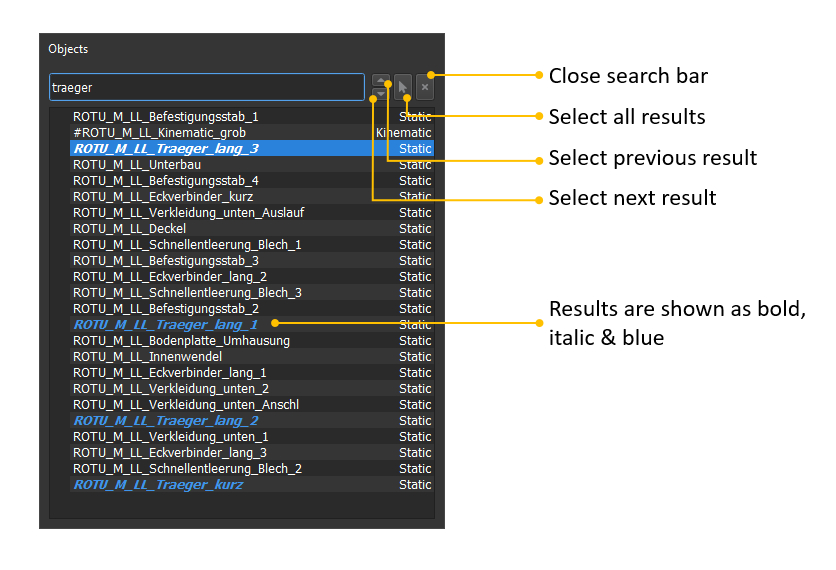 Objects
traeger
ROTU_M_LL_Befestigungsstab_1 Static
#ROTU_M_LL_Kinematic_grob Kinematic
ROTU_M_LL_Traeger_lang_3 Static
ROTU_M_LL_Unterbau Static
ROTU_M_LL_Befestigungsstab_4 Static
ROTU_M_LL_Eckverbinder_kurz Static
ROTU_M_LL_Verkleidung_unten_Auslauf Static
ROTU_M_LL_Deckel Static
ROTU_M_LL_Schnellentleerung_Blech_1 Static
ROTU_M_LL_Befestigungsstab_3 Static
ROTU_M_LL_Eckverbinder_lang_2 Static
ROTU_M_LL_Schnellentleerung_Blech_3 Static
ROTU_M_LL_Befestigungsstab_2 Static
ROTU_M_LL_Traeger_lang_1 Static
ROTU_M_LL_Bodenplatte_Umhausung Static
ROTU_M_LL_Innenwendel Static
ROTU_M_LL_Eckverbinder_lang_1 Static
ROTU_M_LL_Verkleidung_unten_2 Static
ROTU_M_LL_Verkleidung_unten_Anschl Static
ROTU_M_LL_Traeger_lang_2 Static
ROTU_M_LL_Verkleidung_unten_1 Static
ROTU_M_LL_Eckverbinder_lang_3 Static
ROTU_M_LL_Schnellentleerung_Blech_2 Static
ROTU_M_LL_Traeger_kurz Static
Close search bar
Select all results
Select previous result
Select next result
Results are shown as bold,
italic & blue